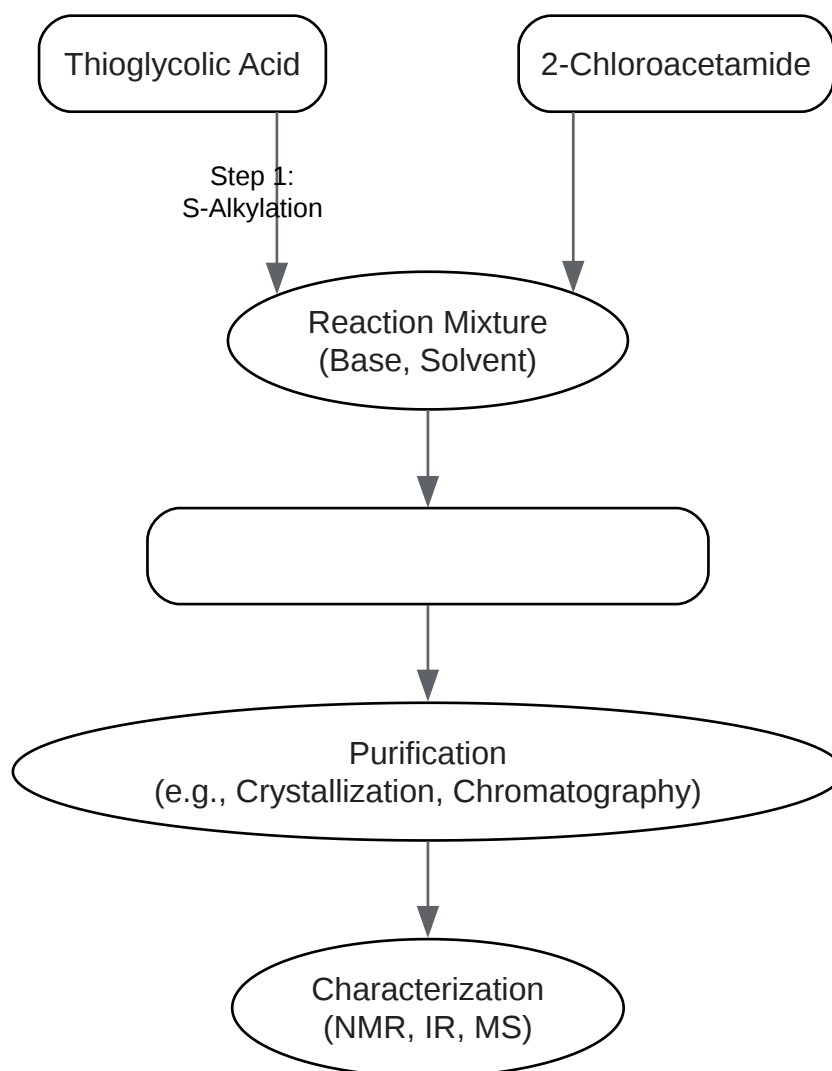 Thioglycolic Acid
2-Chloroacetamide
Step 1:
S-Alkylation
Reaction Mixture
(Base, Solvent)
Purification
(e.g., Crystallization, Chromatography)
Characterization
(NMR, IR, MS)